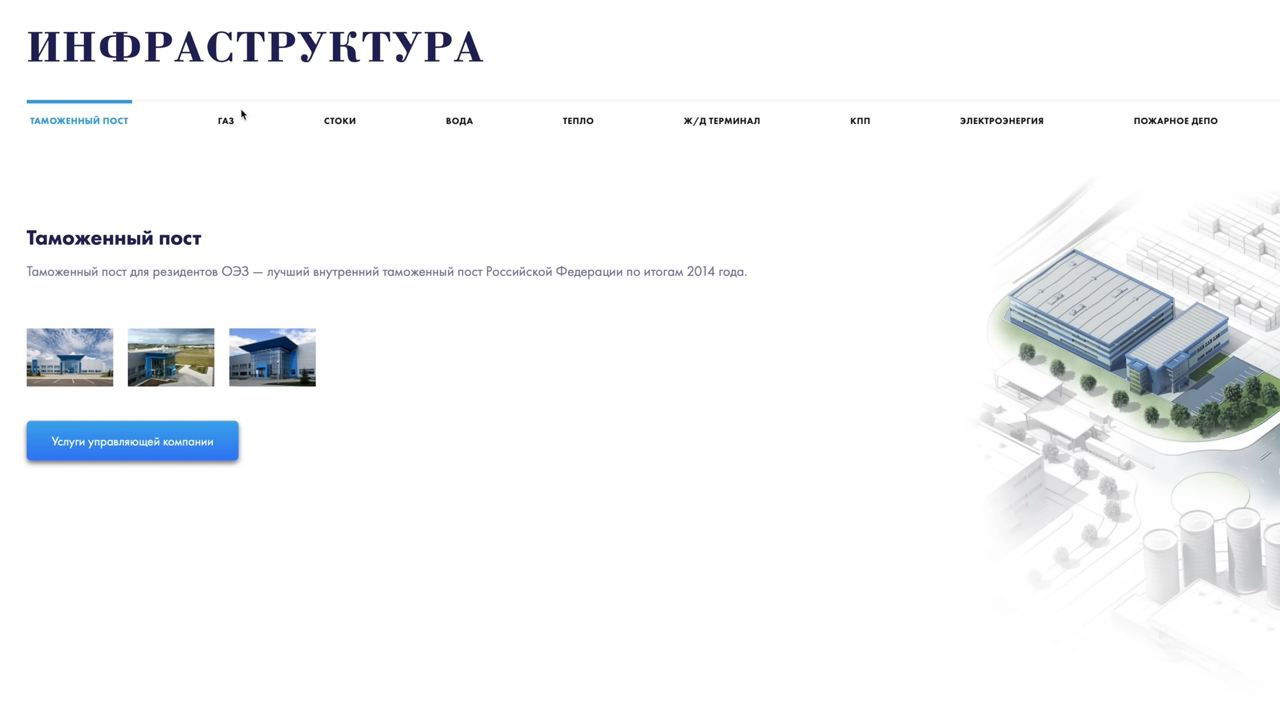 ИНФРАСТРУКТУРА
ТАМОЖЕННЫЙ ПОСТ ГАЗ СТОКИ ВОДА ТЕПЛО Ж/Д ТЕРМИНАЛ КПП ЭЛЕКТРОЭНЕРГИЯ ПОЖАРНОЕ ДЕПО
Таможенный пост
Таможенный пост для резидентов ОЭЗ — лучший внутренний таможенный пост Российской Федерации по итогам 2014 года.
Услуги управляющей компании